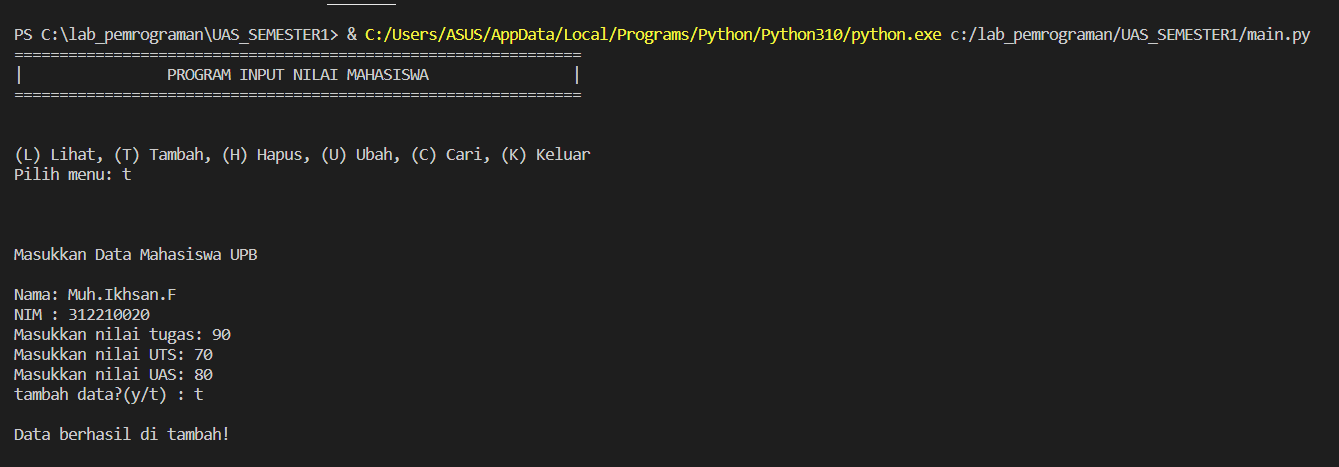 PS C:\lab_pemrograman\UAS_SEMESTER1> & C:/Users/ASUS/AppData/Local/Programs/Python/Python310/python.exe c:/lab_pemrograman/UAS_SEMESTER1/main.py
===============================================================
|                PROGRAM INPUT NILAI MAHASISWA                |
===============================================================
(L) Lihat, (T) Tambah, (H) Hapus, (U) Ubah, (C) Cari, (K) Keluar
Pilih menu: t
Masukkan Data Mahasiswa UPB
Nama: Muh.Ikhsan.F
NIM : 312210020
Masukkan nilai tugas: 90
Masukkan nilai UTS: 70
Masukkan nilai UAS: 80
tambah data?(y/t) : t
Data berhasil di tambah!